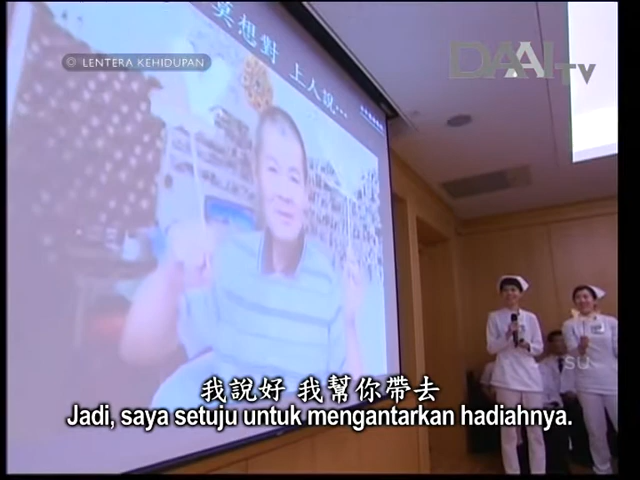 莫想對 上人說...
LENTERA KEHIDUPAN
DAAI TV
su
我說好 我幫你帶去
Jadi, saya setuju untuk mengantarkan hadiahnya.